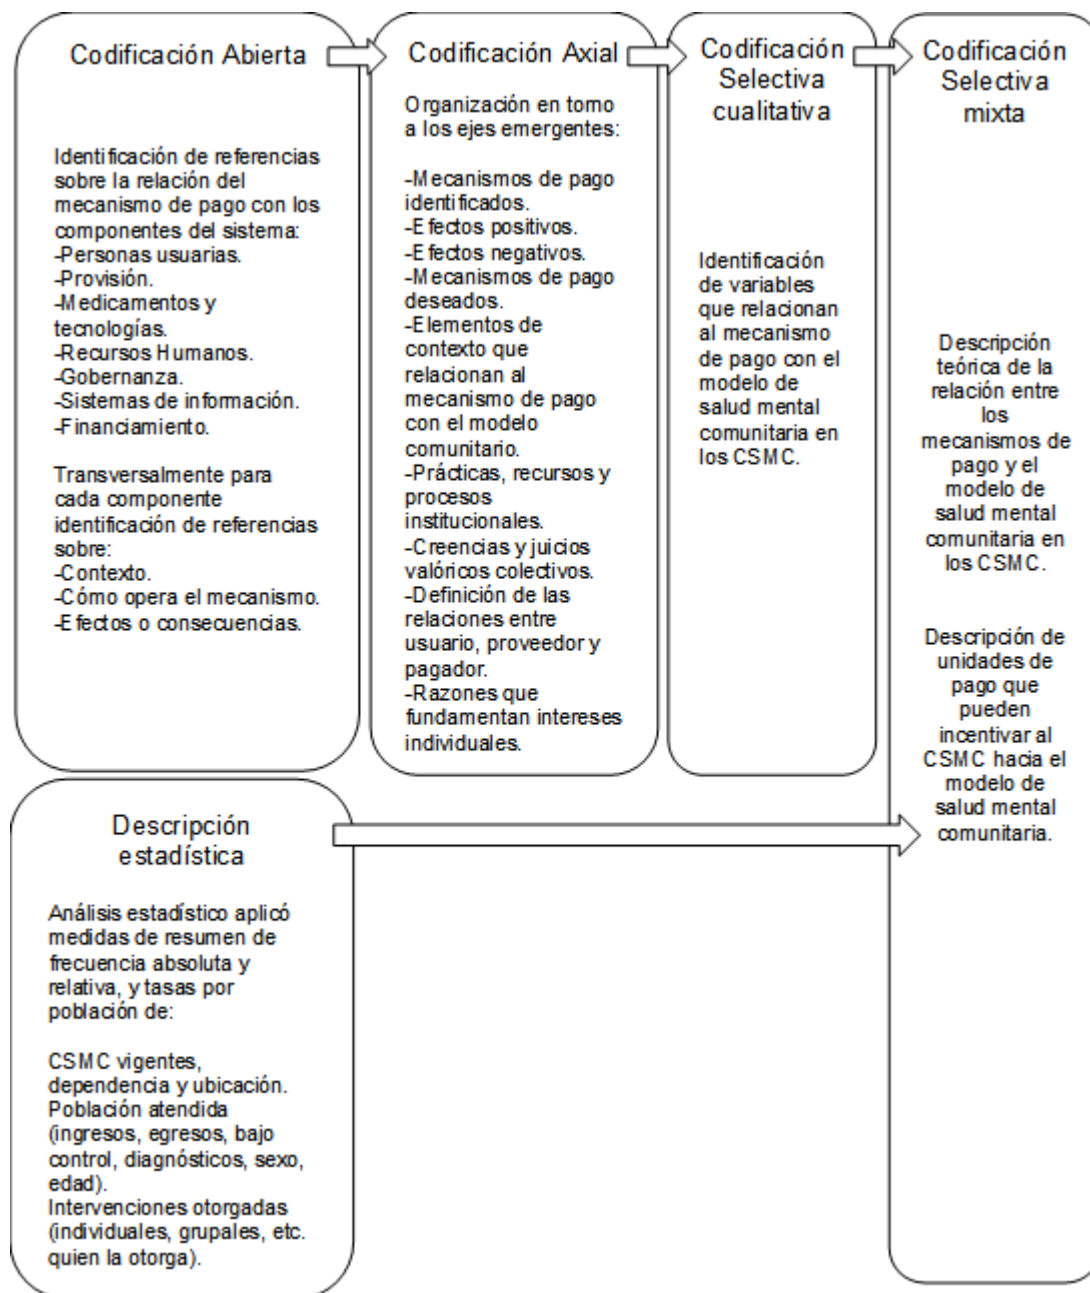 Codificación Abierta
Identificación de referencias
sobre la relación del
mecanismo de pago con los
componentes del sistema:
-Personas usuarias.
-Provisión.
-Medicamentos y
tecnologías.
-Recursos Humanos.
-Gobernanza.
-Sistemas de información.
-Financiamiento.
Transversalmente para
cada componente
identificación de referencias
sobre:
-Contexto.
-Cómo opera el mecanismo.
-Efectos o consecuencias.
Codificación Axial
Organización en torno
a los ejes emergentes:
-Mecanismos de pago
identificados.
-Efectos positivos.
-Efectos negativos.
-Mecanismos de pago
deseados.
-Elementos de
contexto que
relacionan al
mecanismo de pago
con el modelo
comunitario.
-Prácticas, recursos y
procesos
institucionales.
-Creencias y juicios
valóricos colectivos.
-Definición de las
relaciones entre
usuario, proveedor y
pagador.
-Razones que
fundamentan intereses
individuales.
Codificación
Selectiva
cualitativa
Identificación
de variables
que relacionan
al mecanismo
de pago con el
modelo de
salud mental
comunitaria en
los CSMC.
Codificación
Selectiva
mixta
Descripción
teórica de la
relación entre
los
mecanismos de
pago y el
modelo de
salud mental
comunitaria en
los CSMC.
Descripción de
unidades de
pago que
pueden
incentivar al
CSMC hacia el
modelo de
salud mental
comunitaria.
Descripción
estadística
Análisis estadístico aplicó
medidas de resumen de
frecuencia absoluta y
relativa, y tasas por
población de:
CSMC vigentes,
dependencia y ubicación.
Población atendida
(ingresos, egresos, bajo
control, diagnósticos, sexo,
edad).
Intervenciones otorgadas
(individuales, grupales, etc.
quien la otorga).